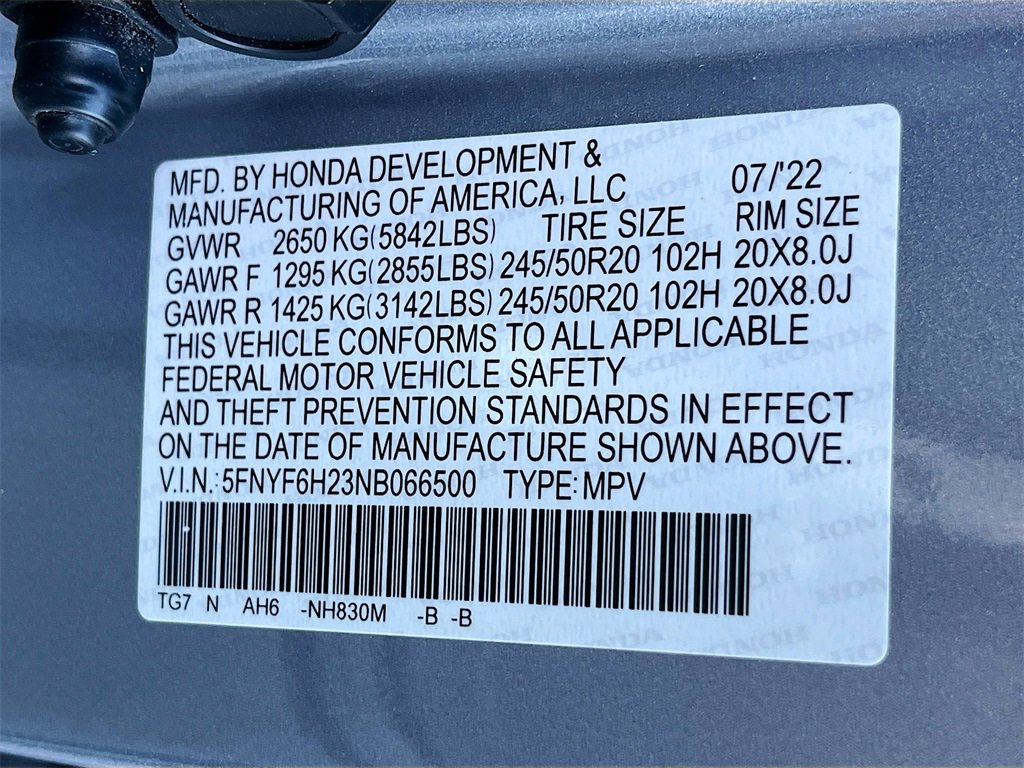 MFD. BY HONDA DEVELOPMENT &
MANUFACTURING OF AMERICA, LLC 07/'22
GVWR 2650 KG(5842LBS) TIRE SIZE RIM SIZE
GAWR F 1295 KG(2855LBS) 245/50R20 102H 20X8.0J
GAWR R 1425 KG(3142LBS) 245/50R20 102H 20X8.0J
THIS VEHICLE CONFORMS TO ALL APPLICABLE
FEDERAL MOTOR VEHICLE SAFETY
AND THEFT PREVENTION STANDARDS IN EFFECT
ON THE DATE OF MANUFACTURE SHOWN ABOVE.
V.I.N.: 5FNYF6H23NB066500 TYPE: MPV
TG7 N AH6 -NH830M -B -B